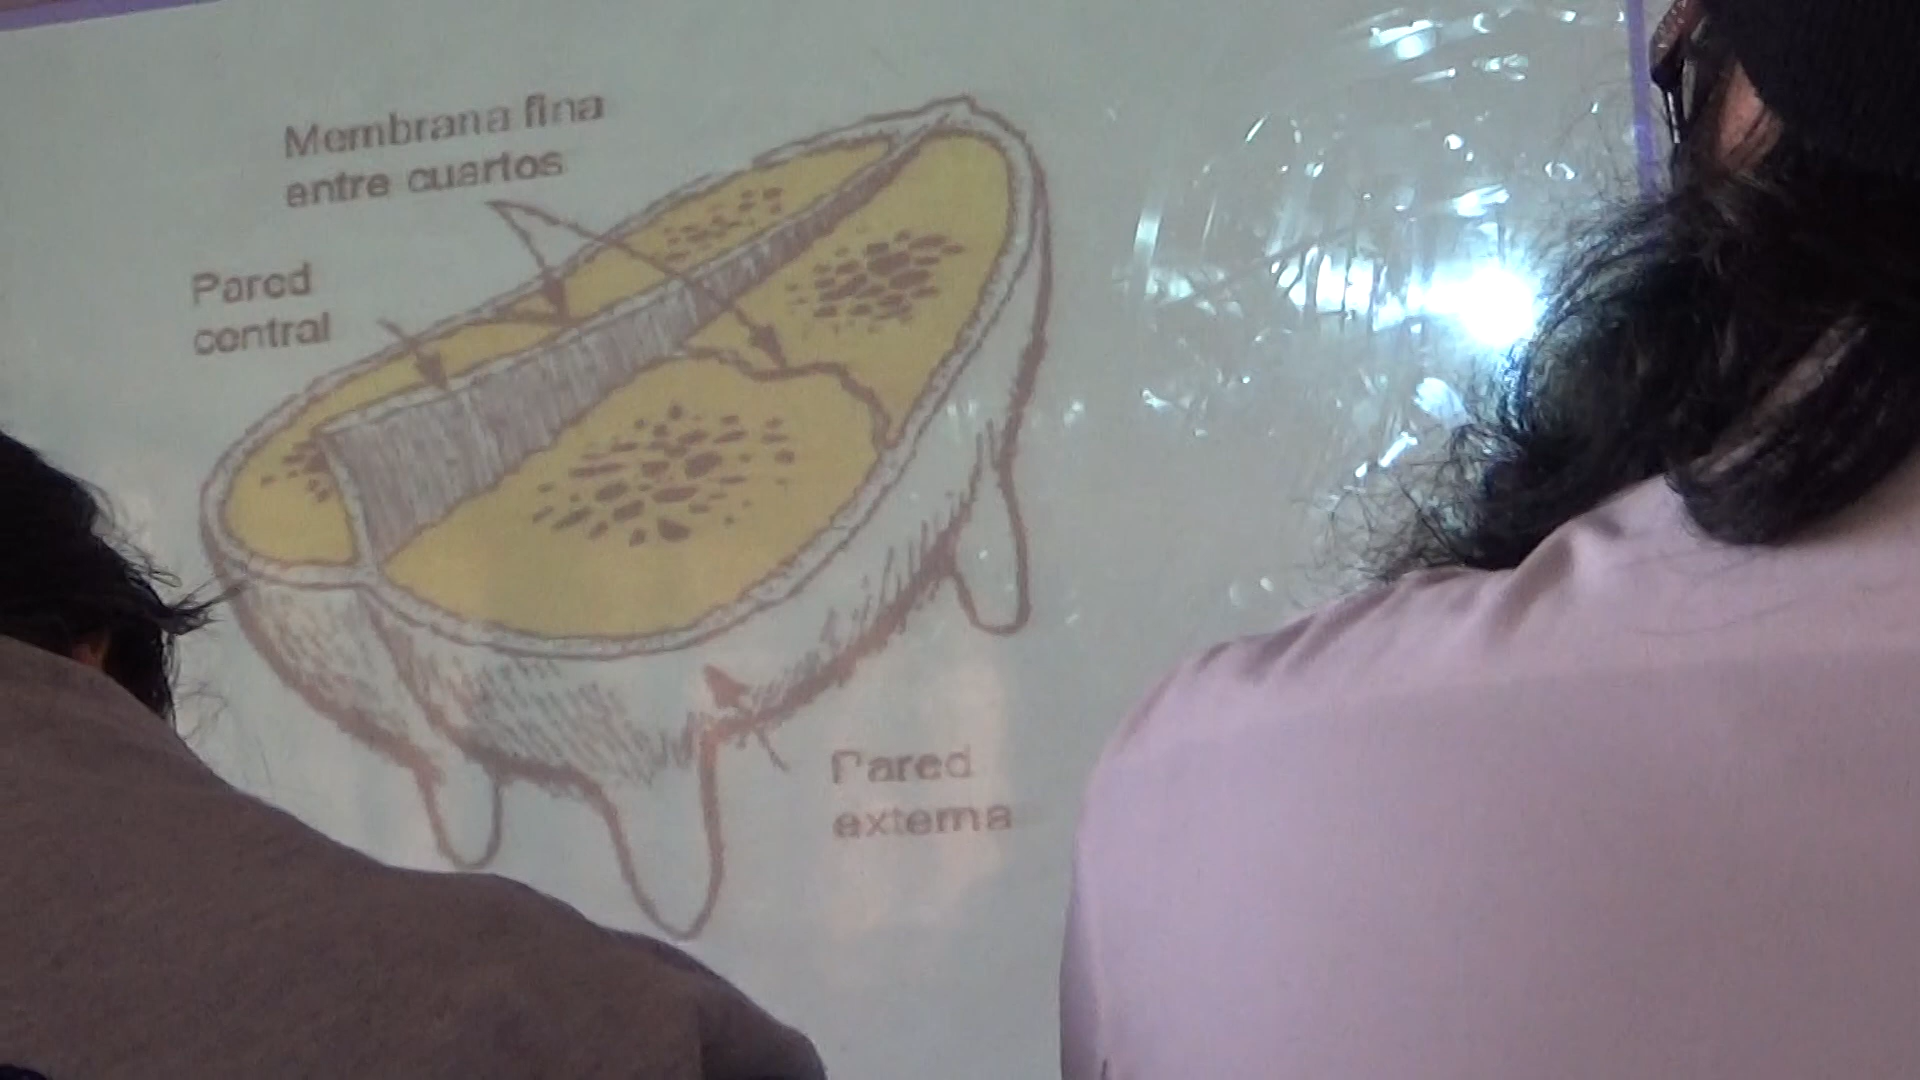 Membrana fina
entre cuartos
Pared
central
Pared
externa